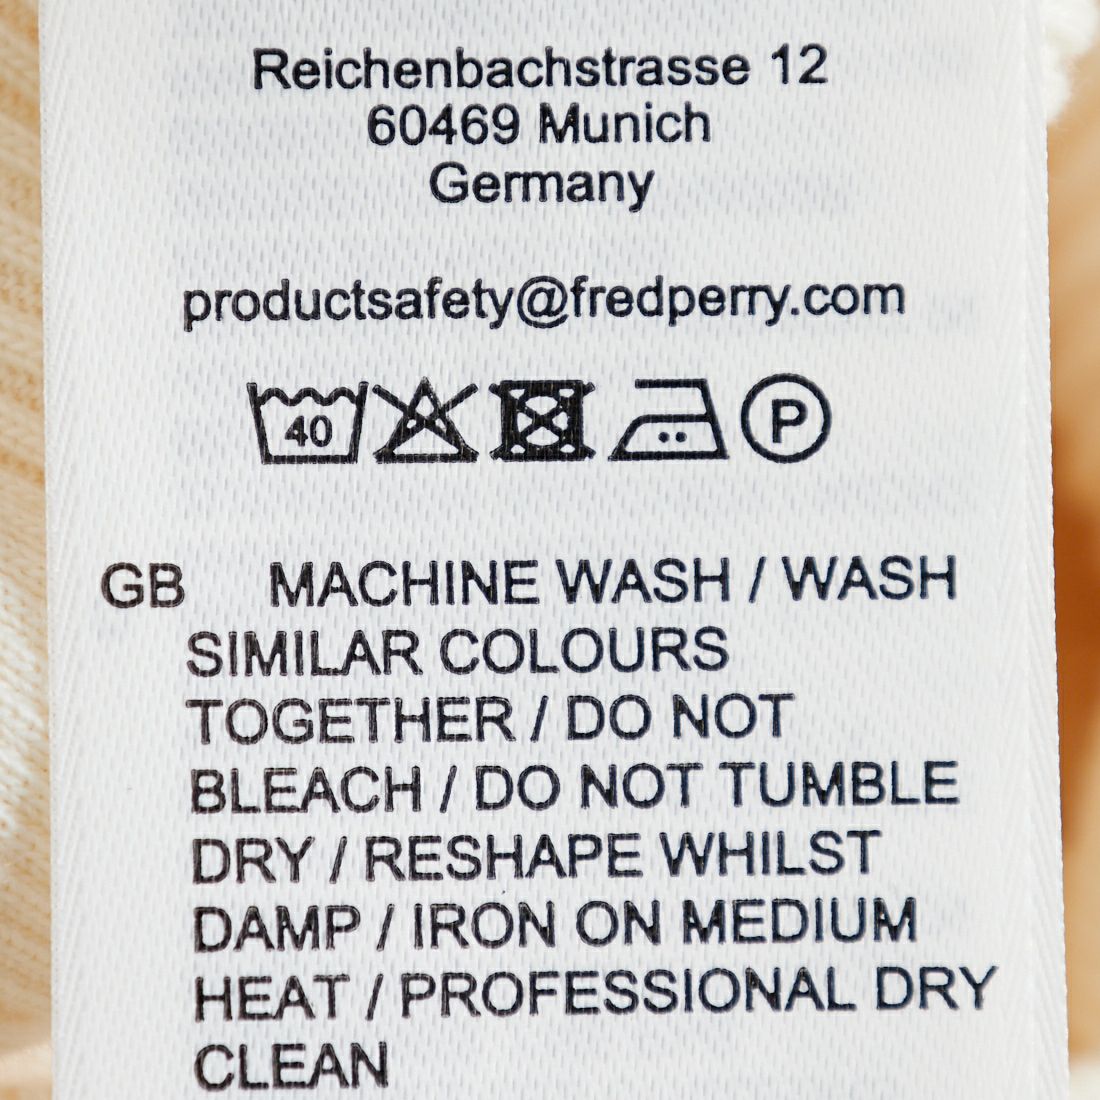 Reichenbachstrasse 12
60469 Munich
Germany
productsafety@fredperry.com
40 P
GB MACHINE WASH / WASH
SIMILAR COLOURS
TOGETHER / DO NOT
BLEACH / DO NOT TUMBLE
DRY / RESHAPE WHILST
DAMP / IRON ON MEDIUM
HEAT / PROFESSIONAL DRY
CLEAN